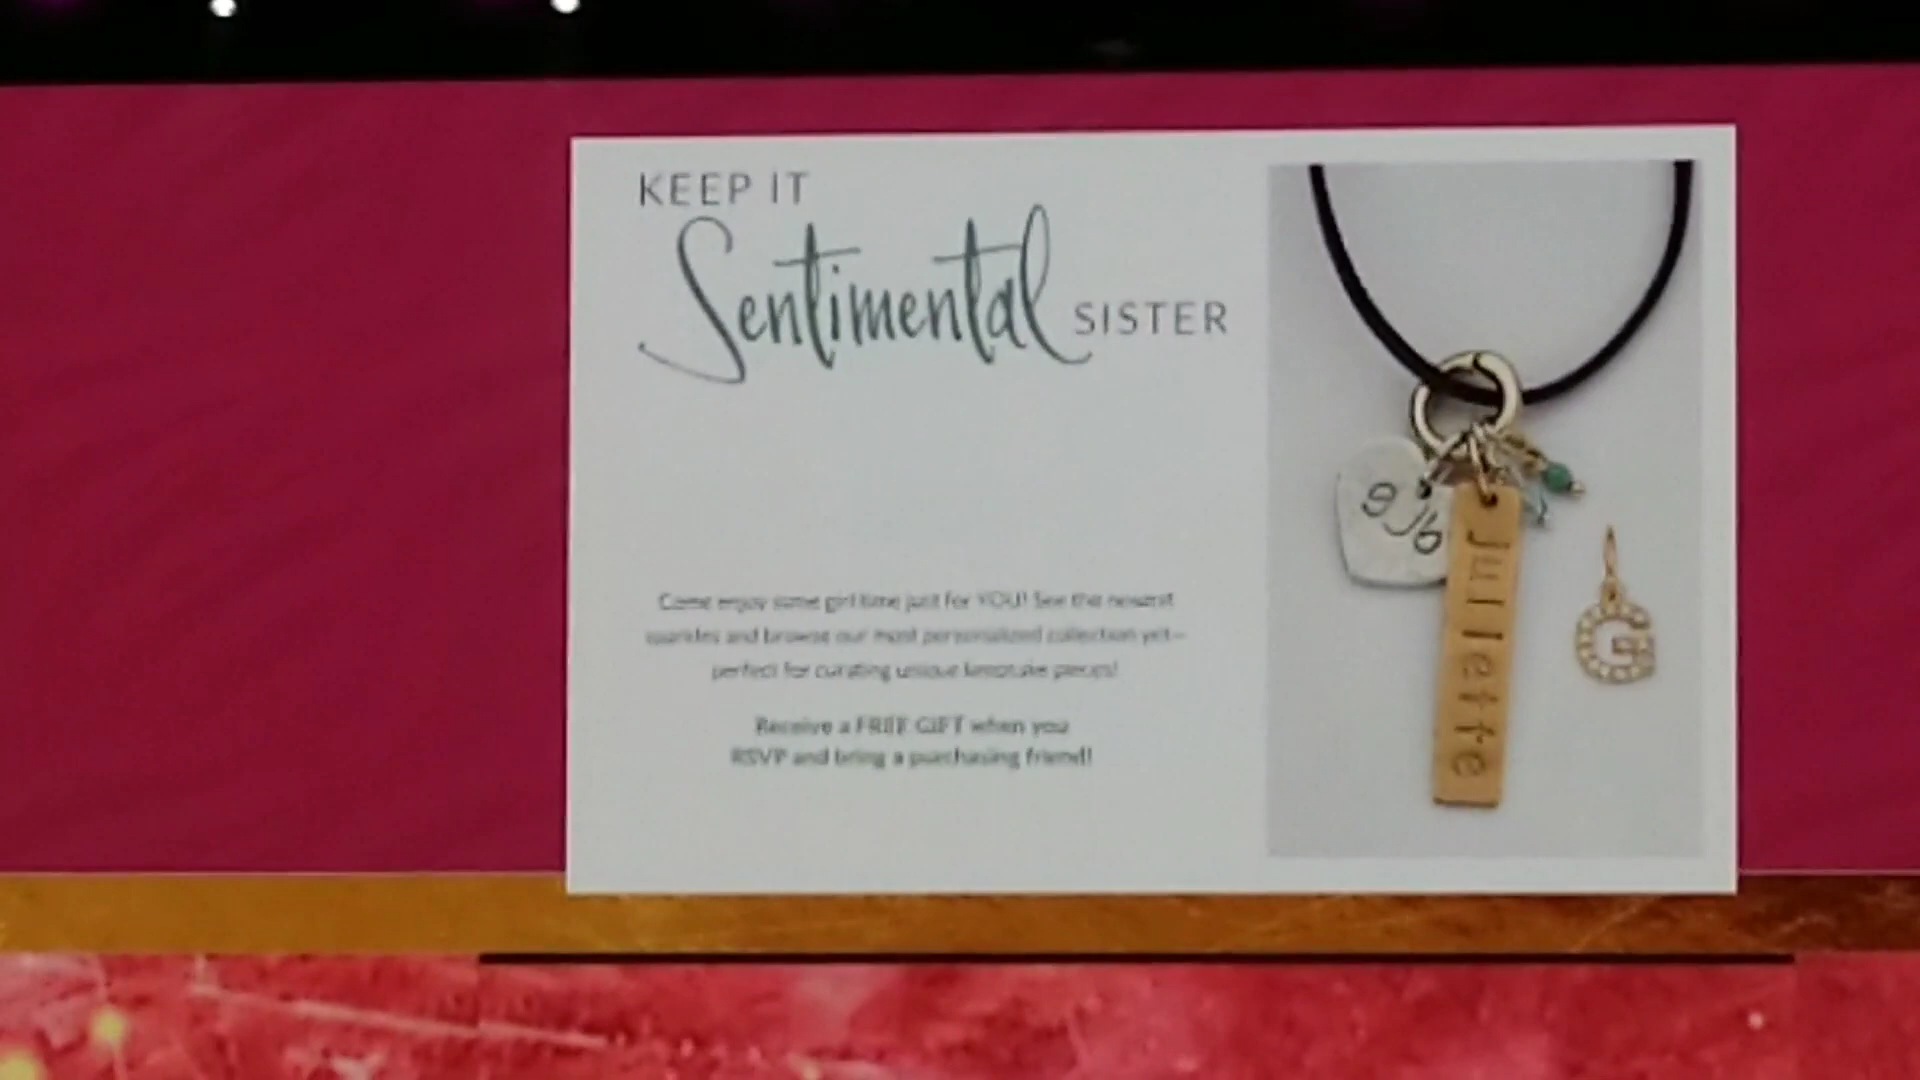 KEEP IT
Sentimental SISTER
Come enjoy some girl time just for YOU! See the newest
sparkles and browse our most personalized collection yet—
perfect for curating unique keepsake pieces!
Receive a FREE GIFT when you
RSVP and bring a purchasing friend!
gjb
Jullette
G